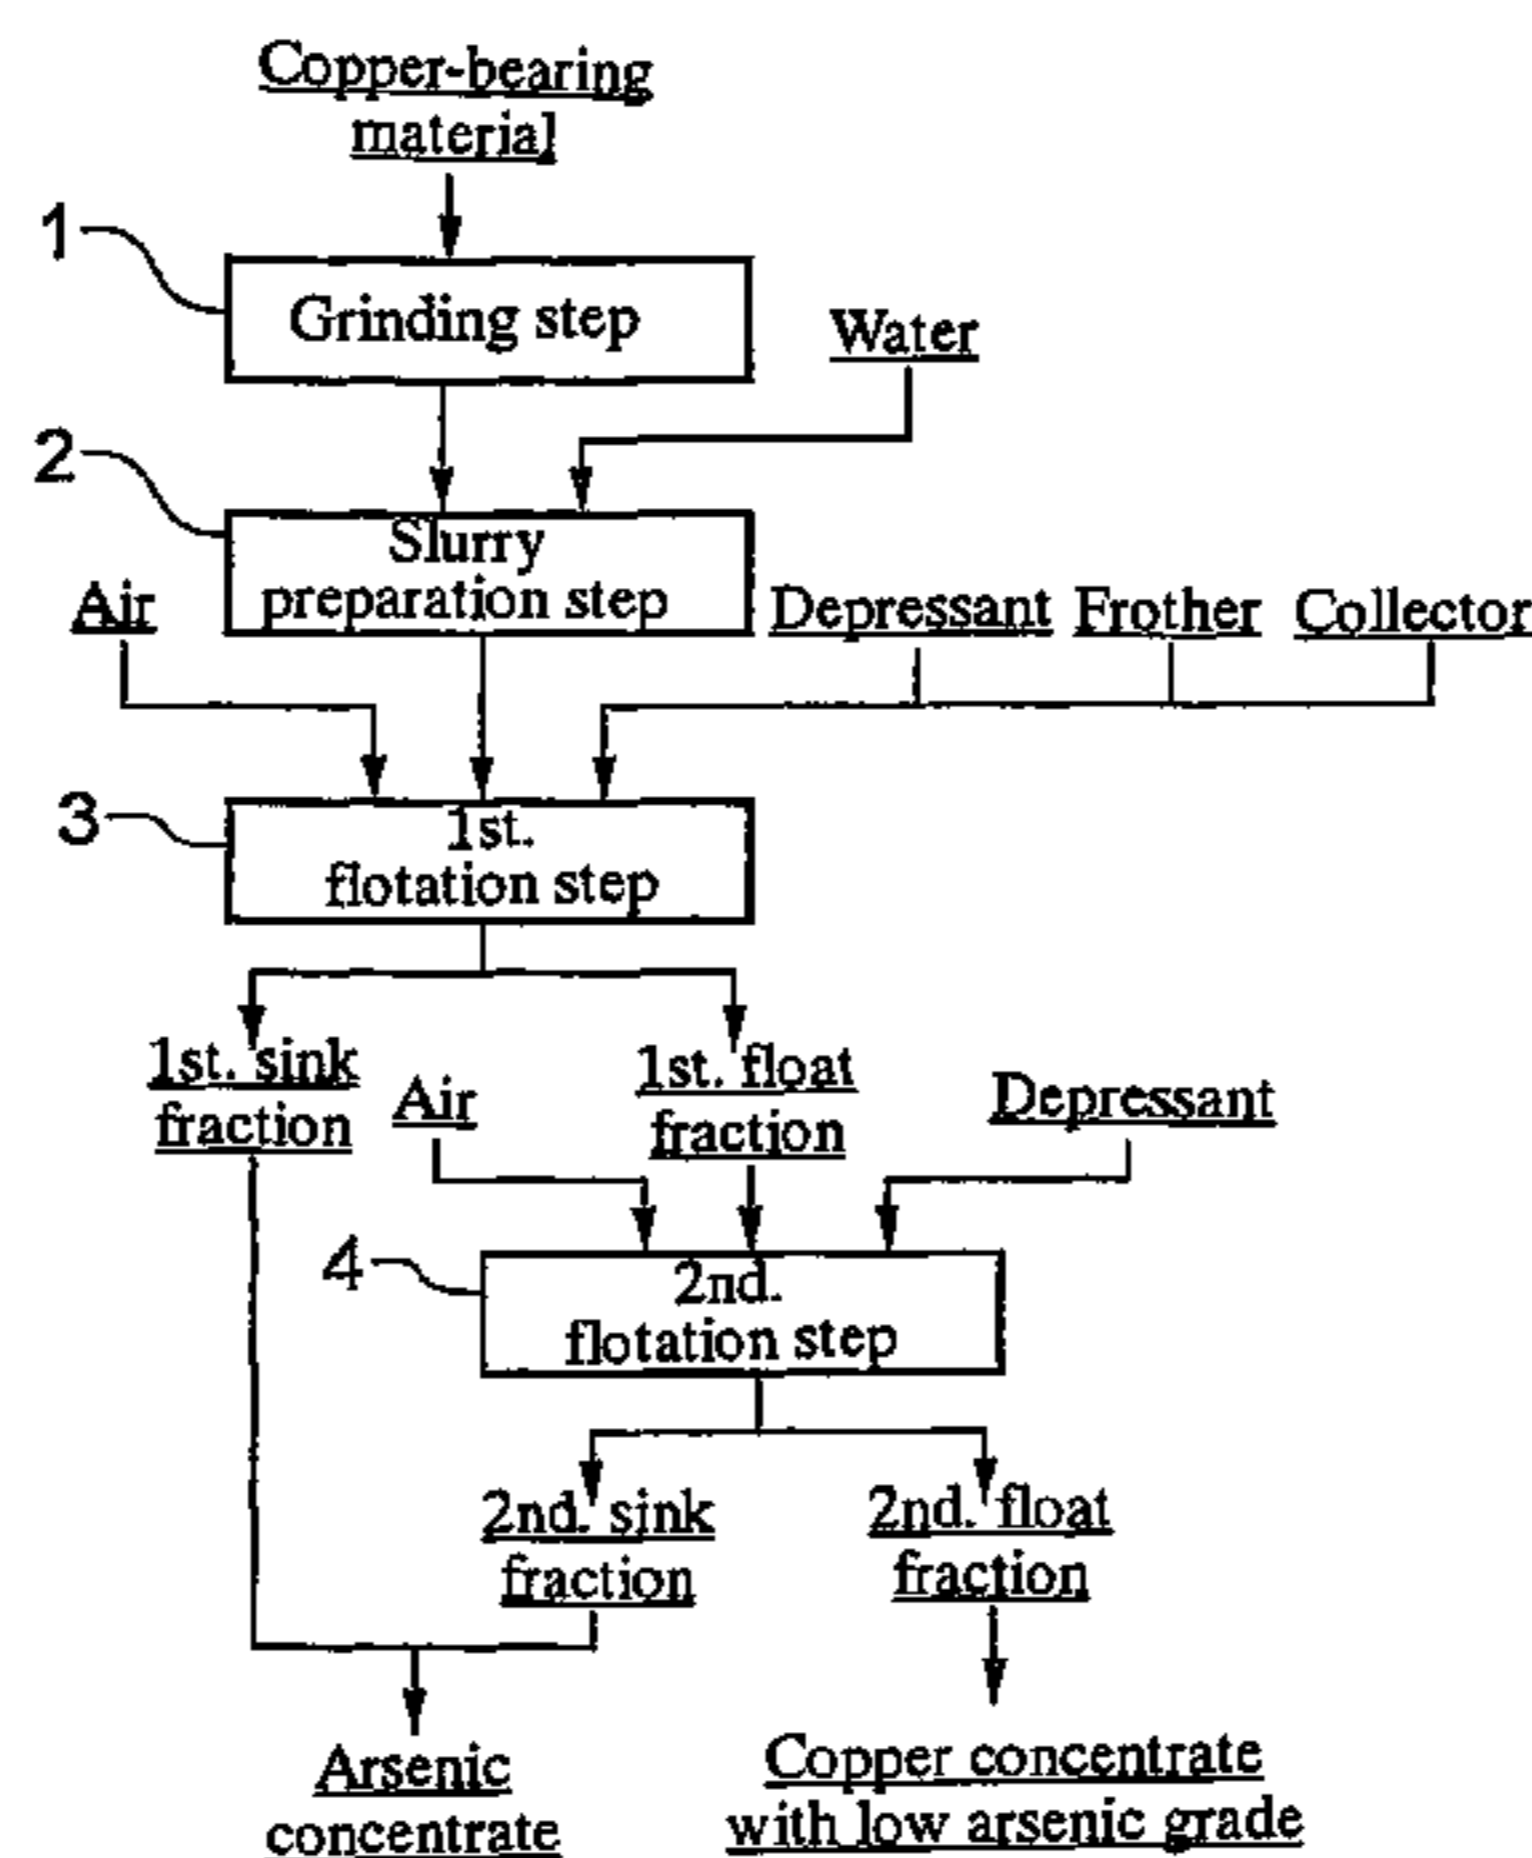 Copper-bearing
material
1
Grinding step
Water
2
Slurry
preparation step
Air
Depressant
Frother
Collector
3
1st.
flotation step
1st. sink
fraction
Air
1st. float
fraction
Depressant
4
2nd.
flotation step
2nd. sink
fraction
2nd. float
fraction
Arsenic
concentrate
Copper concentrate
with low arsenic grade